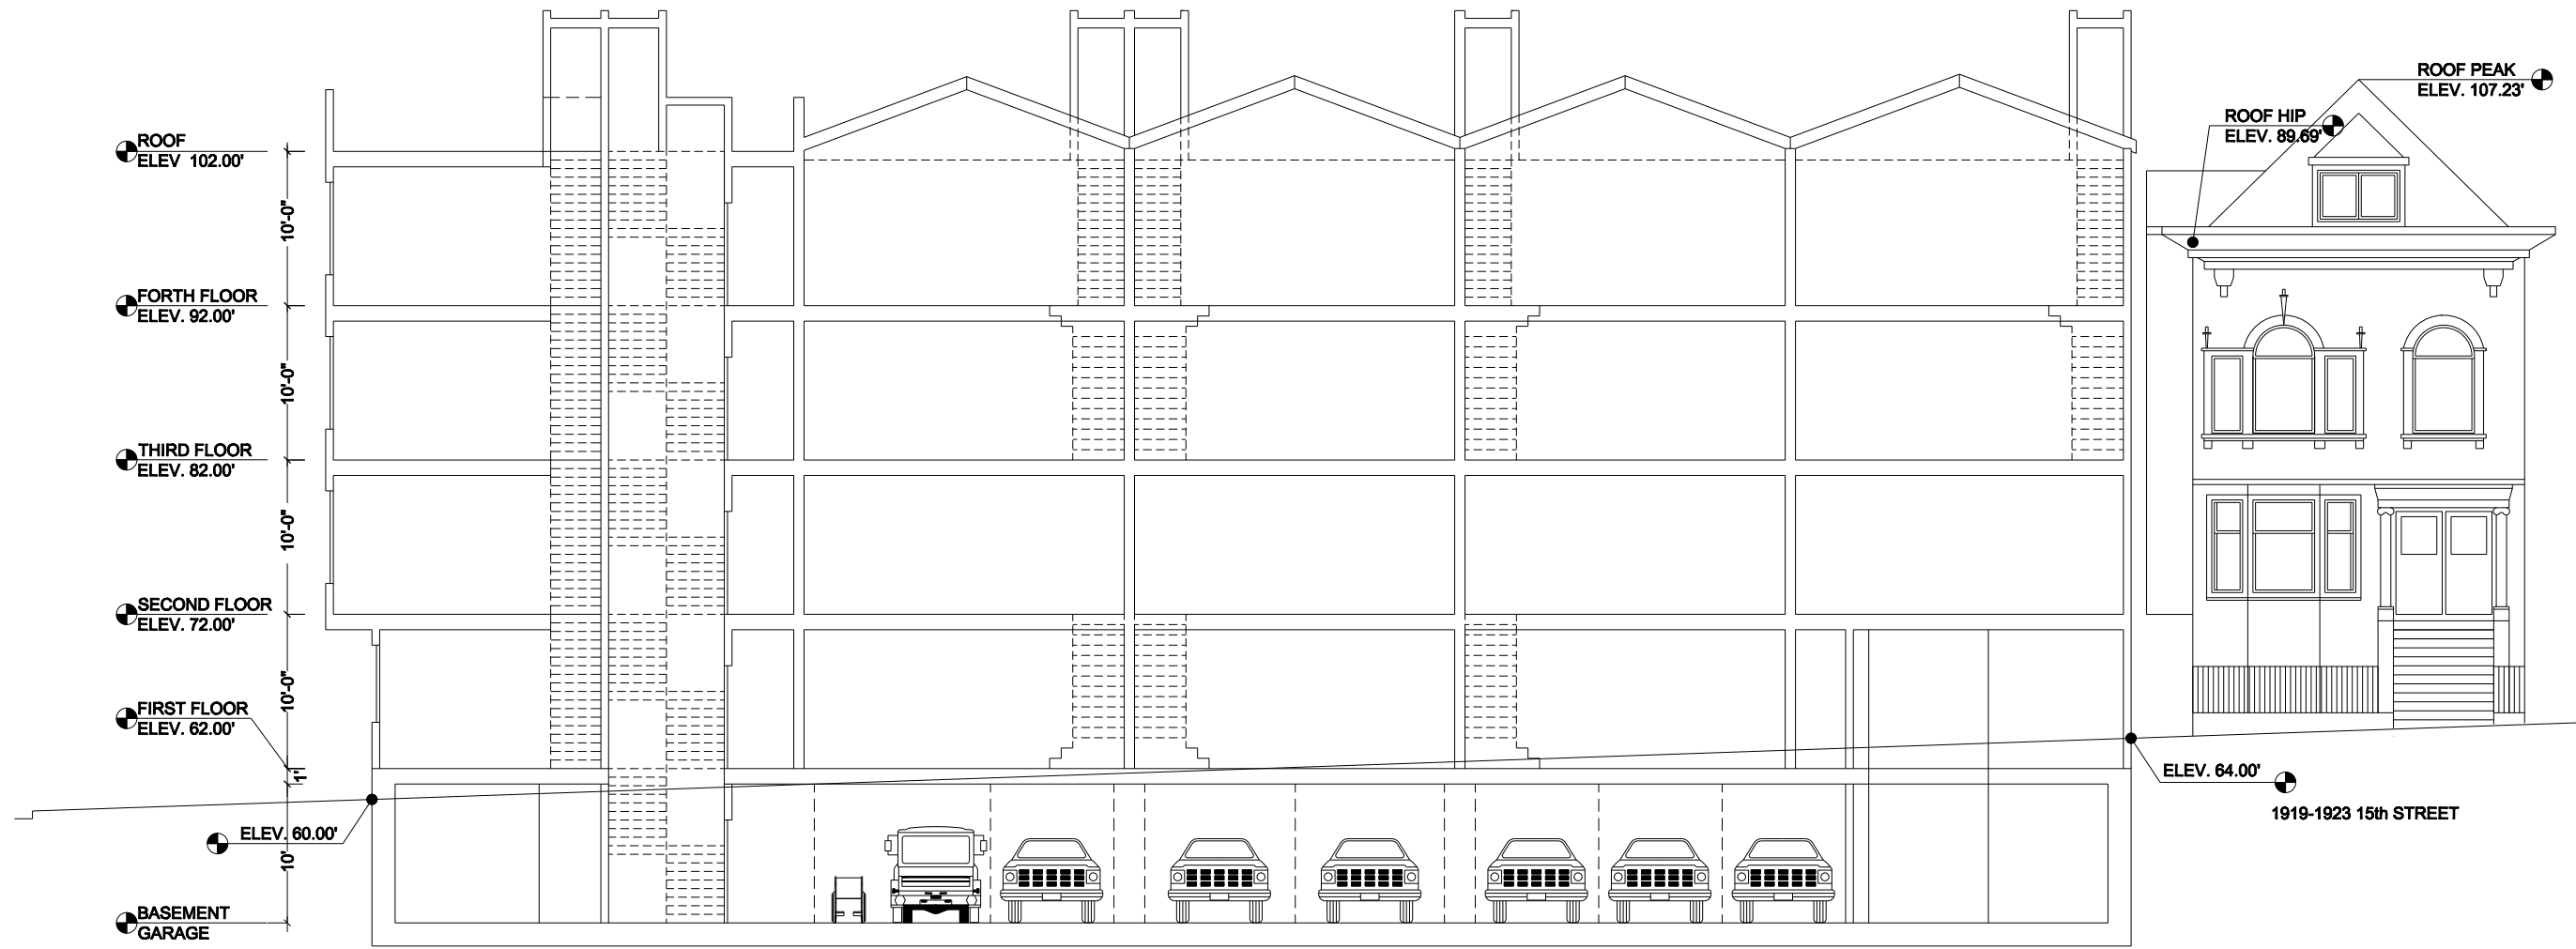 ROOF
ELEV 102.00'
10'-0"
FORTH FLOOR
ELEV. 92.00'
10'-0"
THIRD FLOOR
ELEV. 82.00'
10'-0"
SECOND FLOOR
ELEV. 72.00'
10'-0"
FIRST FLOOR
ELEV. 62.00'
1'
ELEV. 60.00'
10'
BASEMENT
GARAGE
ROOF PEAK
ELEV. 107.23'
ROOF HIP
ELEV. 89.69'
ELEV. 64.00'
1919-1923 15th STREET